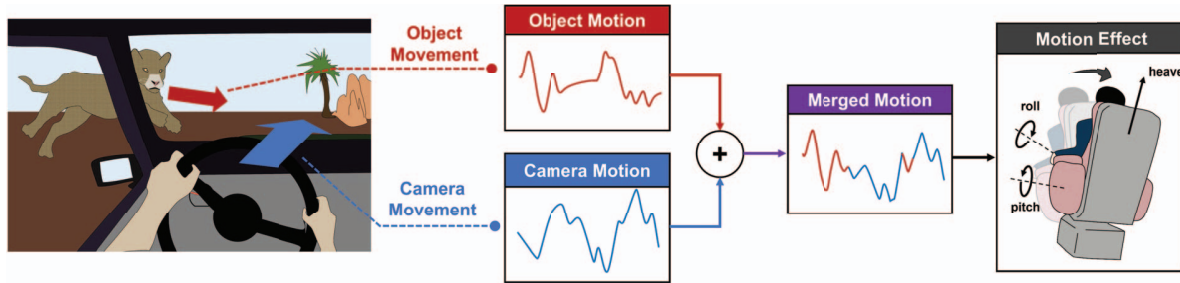 Object
Movement
Object Motion
Camera
Movement
Camera Motion
+
Merged Motion
Motion Effect
heave
roll
pitch